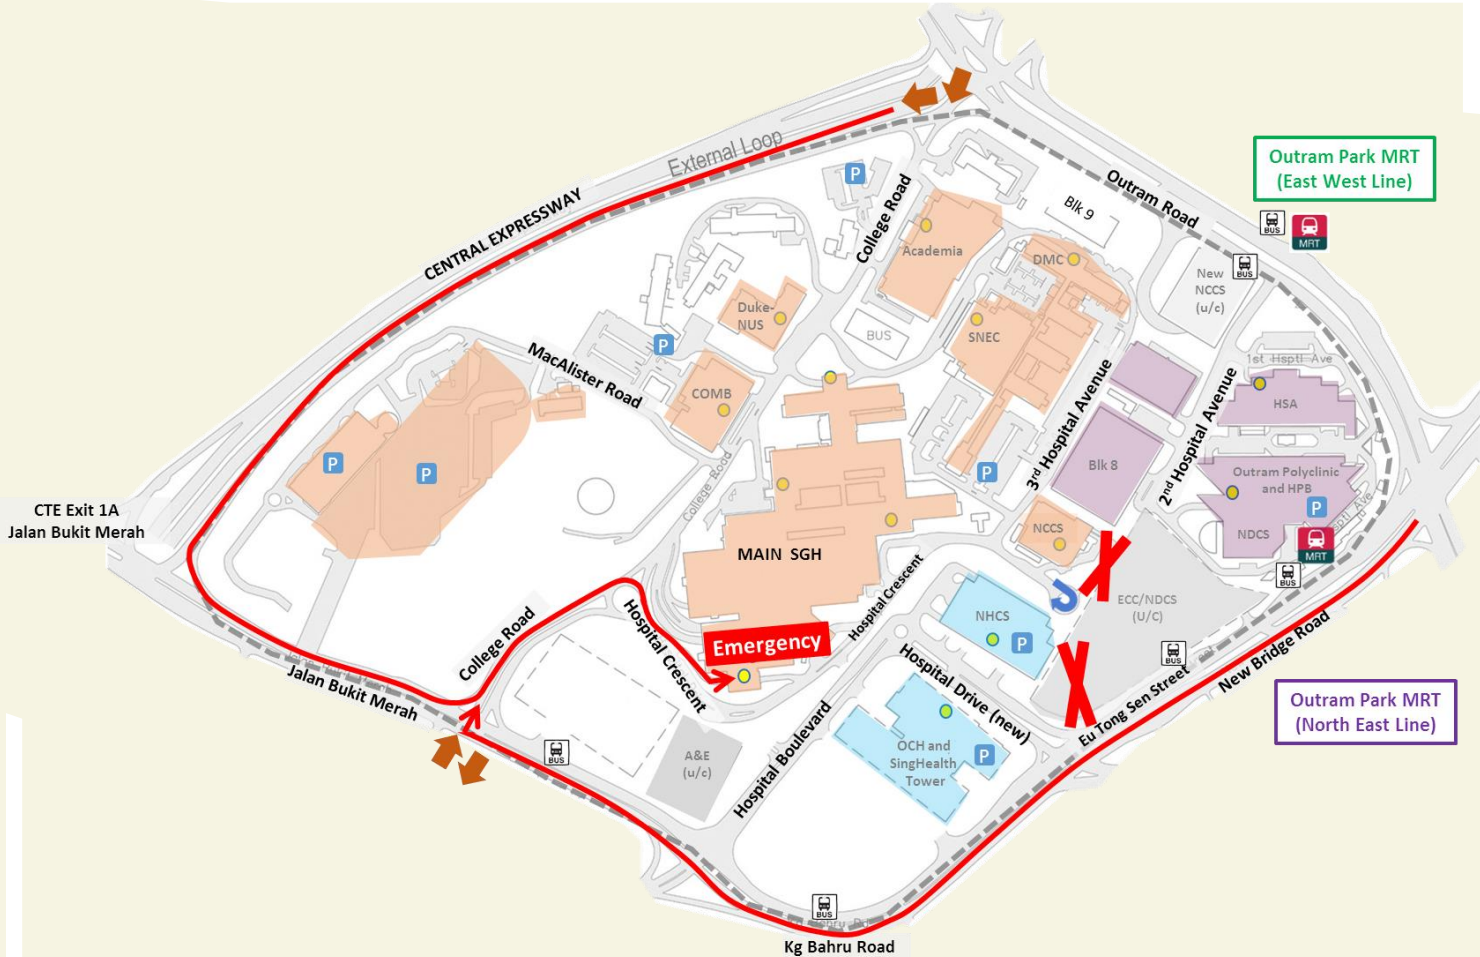 External Loop
CENTRAL EXPRESSWAY
Outram Park MRT
(East West Line)
P
College Road
Outram Road
Blk 9
BUS
MRT
Academia
DMC
BUS
New
NCCS
(u/c)
Duke-
NUS
SNEC
BUS
P
MacAlister Road
1st Hsptl Ave
COMB
3rd Hospital Avenue
2nd Hospital Avenue
HSA
P
P
College Road
P
Blk 8
Outram Polyclinic
and HPB
P
NDCS
MRT
CTE Exit 1A
Jalan Bukit Merah
MAIN SGH
NCCS
BUS
Hospital Crescent
ECC/NDCS
(U/C)
NHCS
P
College Road
Hospital Crescent
Emergency
Hospital Drive (new)
BUS
New Bridge Road
Eu Tong Sen Street
Jalan Bukit Merah
Outram Park MRT
(North East Line)
BUS
A&E
(u/c)
Hospital Boulevard
OCH and
SingHealth
Tower
P
BUS
Kg Bahru Road